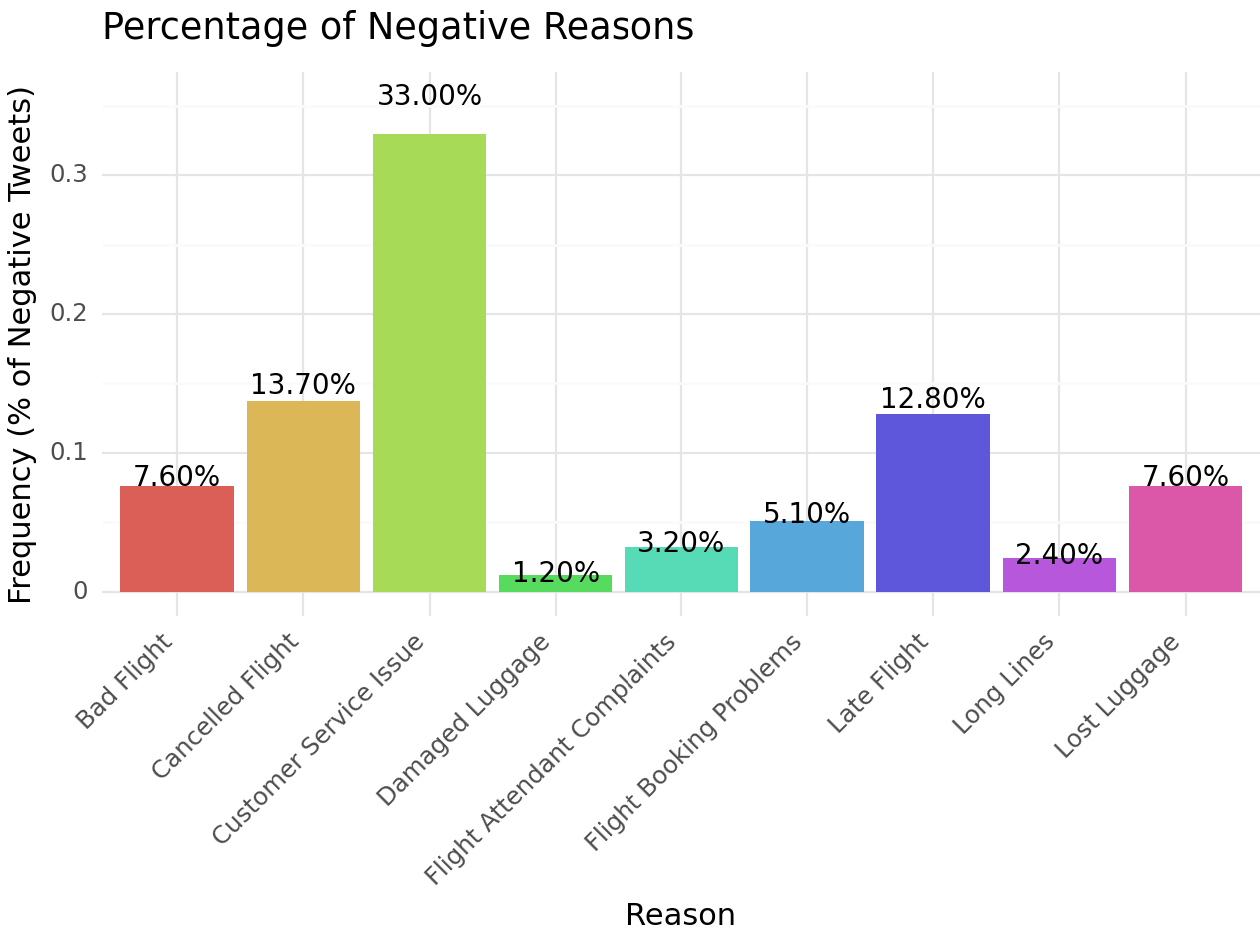 Percentage of Negative Reasons
Frequency (% of Negative Tweets)
0.3
0.2
0.1
0
7.60%
13.70%
33.00%
1.20%
3.20%
5.10%
12.80%
2.40%
7.60%
Bad Flight
Cancelled Flight
Customer Service Issue
Damaged Luggage
Flight Attendant Complaints
Flight Booking Problems
Late Flight
Long Lines
Lost Luggage
Reason